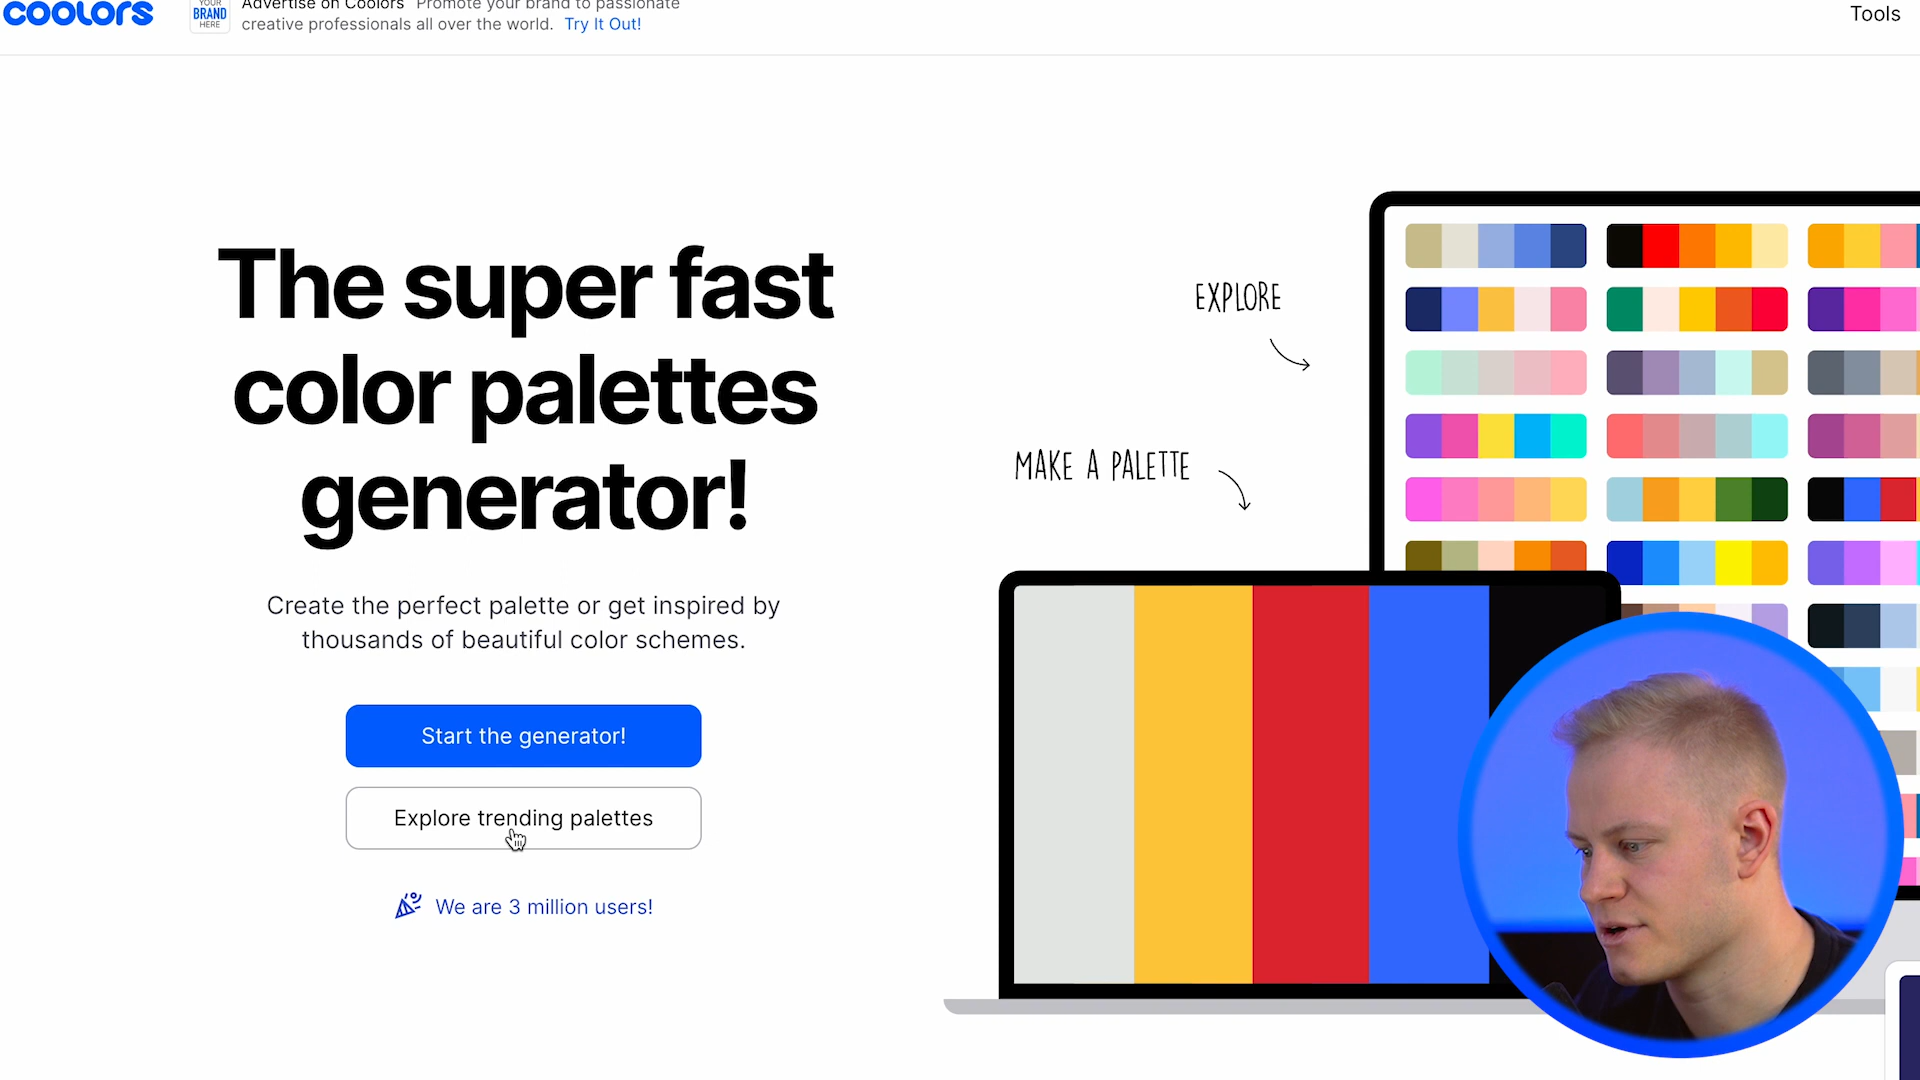 coolors
YOUR
BRAND
HERE
Advertise on Coolors Promote your brand to passionate
creative professionals all over the world. Try It Out!
Tools
The super fast
color palettes
generator!
Create the perfect palette or get inspired by
thousands of beautiful color schemes.
Start the generator!
Explore trending palettes
We are 3 million users!
EXPLORE
MAKE A PALETTE